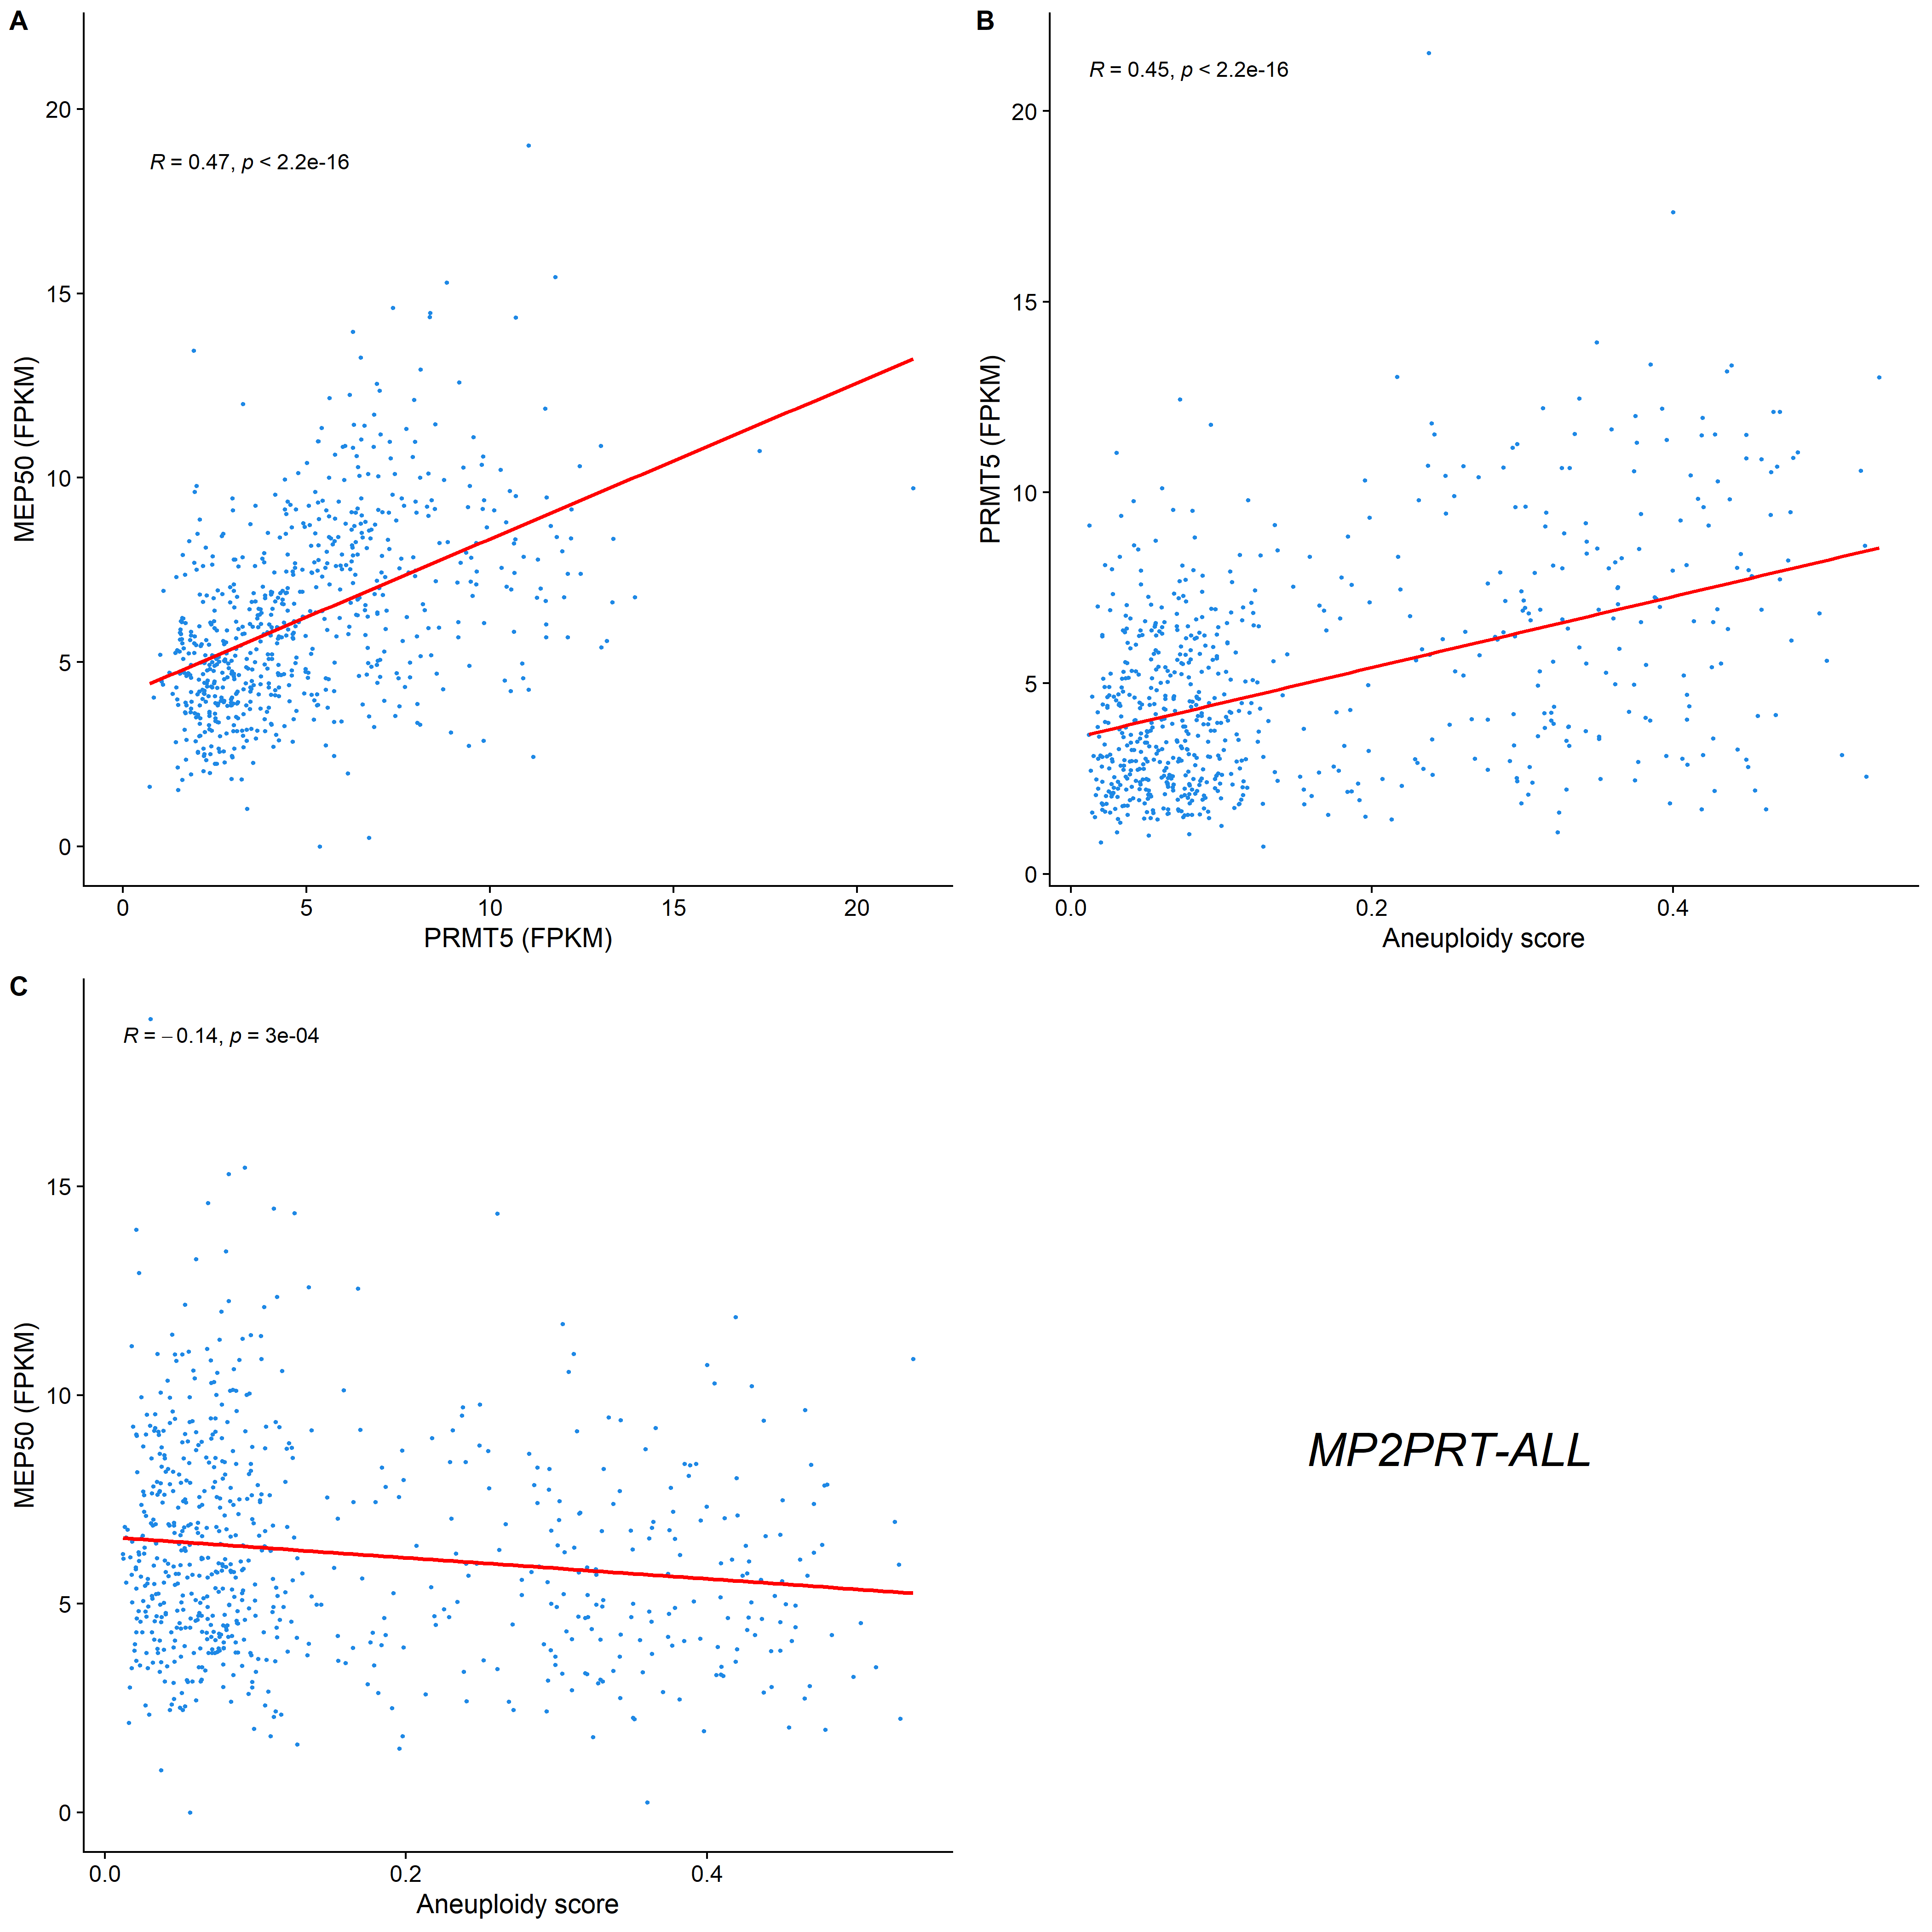 A
R = 0.47, p < 2.2e-16
MEP50 (FPKM)
20
15
10
5
0
0 5 10 15 20
PRMT5 (FPKM)
B
R = 0.45, p < 2.2e-16
PRMT5 (FPKM)
20
15
10
5
0
0.0 0.2 0.4
Aneuploidy score
C
R = −0.14, p = 3e-04
MEP50 (FPKM)
15
10
5
0
0.0 0.2 0.4
Aneuploidy score
MP2PRT-ALL